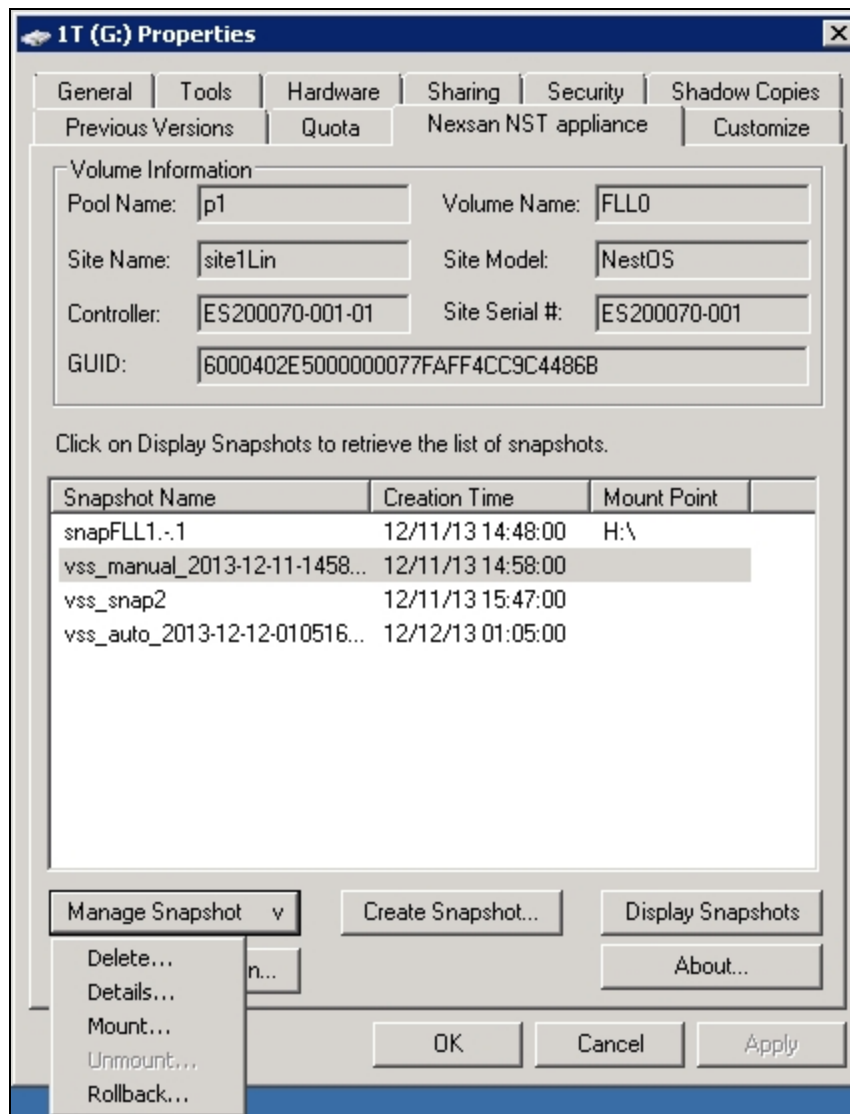 1T (G:) Properties
General Tools Hardware Sharing Security Shadow Copies
Previous Versions Quota Nexsan NST appliance Customize
Volume Information
Pool Name: p1 Volume Name: FLL0
Site Name: site1Lin Site Model: NestOS
Controller: ES200070-001-01 Site Serial #: ES200070-001
GUID: 6000402E5000000077FAFF4CC9C4486B
Click on Display Snapshots to retrieve the list of snapshots.
Snapshot Name Creation Time Mount Point
snapFLL1.-.1 12/11/13 14:48:00 H:\
vss_manual_2013-12-11-1458... 12/11/13 14:58:00
vss_snap2 12/11/13 15:47:00
vss_auto_2013-12-12-010516... 12/12/13 01:05:00
Manage Snapshot v Create Snapshot... Display Snapshots
Delete... n... About...
Details...
Mount...
Unmount...
Rollback...
OK Cancel Apply